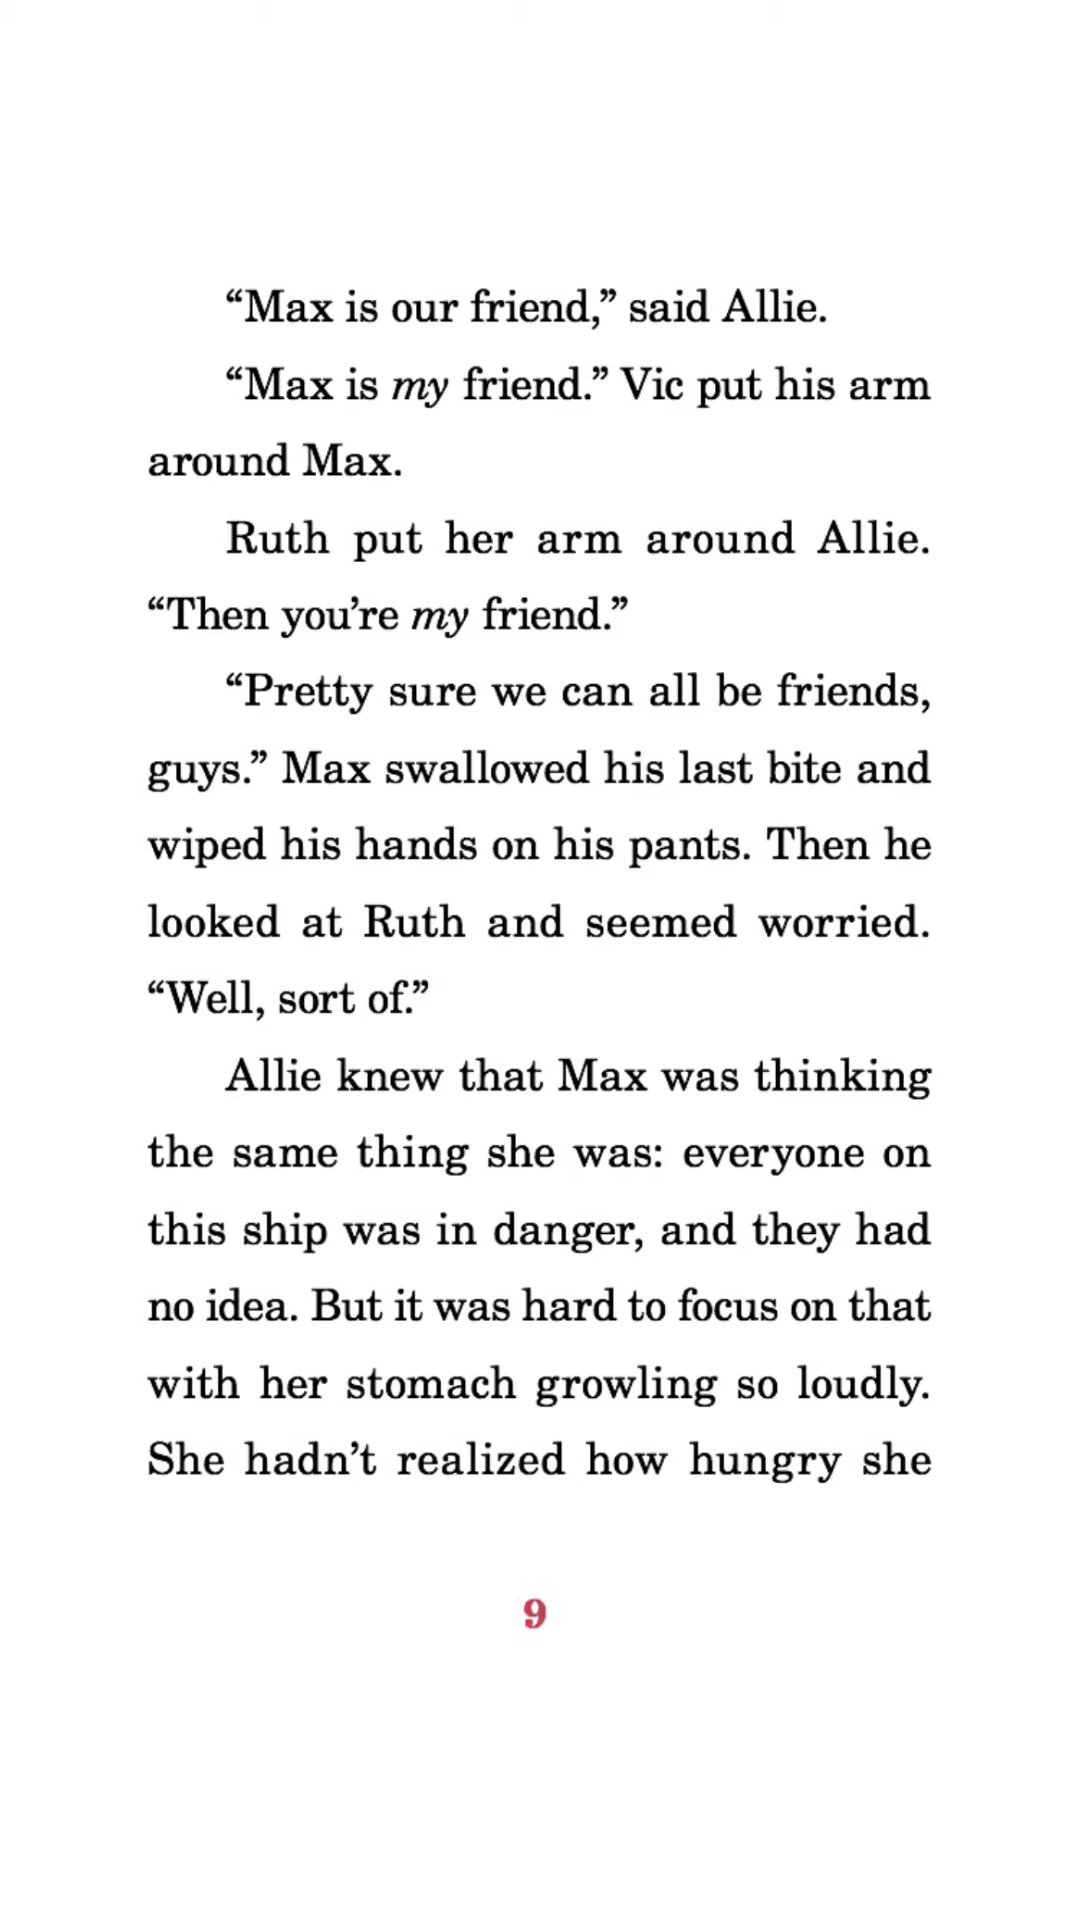 “Max is our friend,” said Allie.
“Max is my friend.” Vic put his arm
around Max.
Ruth put her arm around Allie.
“Then you’re my friend.”
“Pretty sure we can all be friends,
guys.” Max swallowed his last bite and
wiped his hands on his pants. Then he
looked at Ruth and seemed worried.
“Well, sort of.”
Allie knew that Max was thinking
the same thing she was: everyone on
this ship was in danger, and they had
no idea. But it was hard to focus on that
with her stomach growling so loudly.
She hadn’t realized how hungry she
9